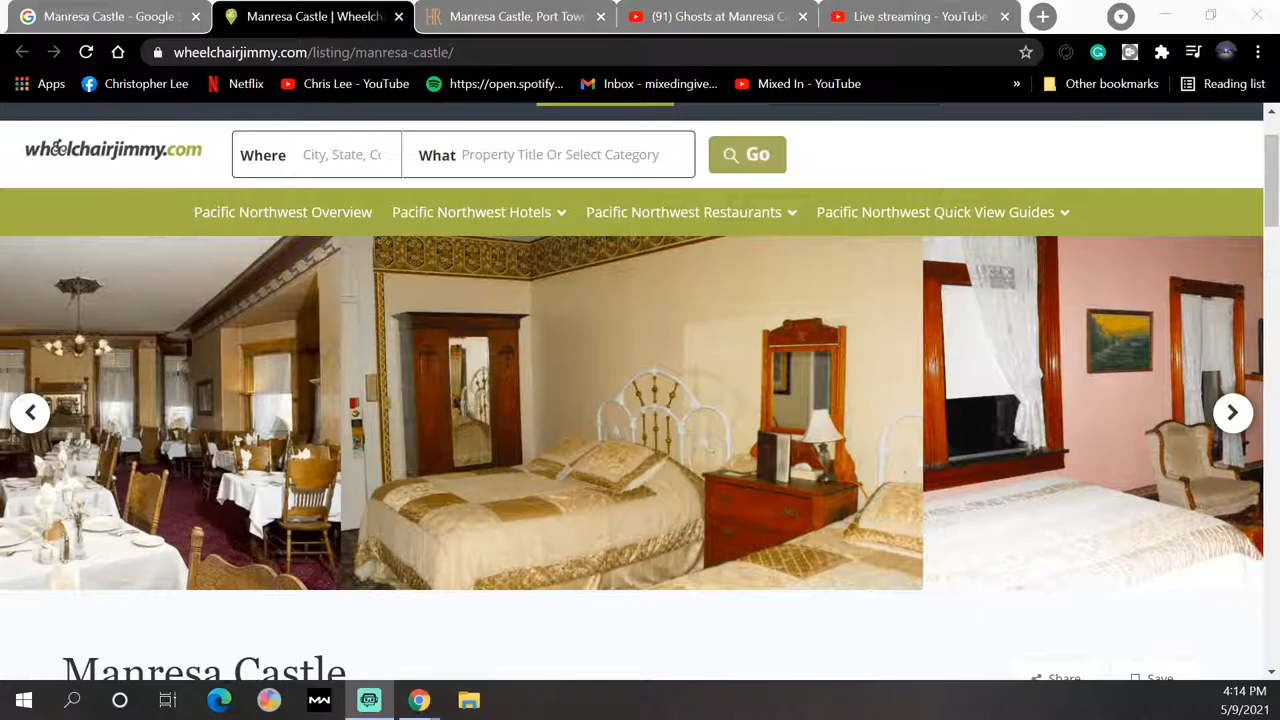 Manresa Castle - Google
Manresa Castle | Wheelch
Manresa Castle, Port Tow
(91) Ghosts at Manresa C
Live streaming - YouTube
wheelchairjimmy.com/listing/manresa-castle/
Apps
Christopher Lee
Netflix
Chris Lee - YouTube
https://open.spotify...
Inbox - mixedingive...
Mixed In - YouTube
»
Other bookmarks
Reading list
wheelchairjimmy.com
Where City, State, Co
What Property Title Or Select Category
Go
Pacific Northwest Overview
Pacific Northwest Hotels
Pacific Northwest Restaurants
Pacific Northwest Quick View Guides
Manresa Castle
Share
Save
4:14 PM
5/9/2021